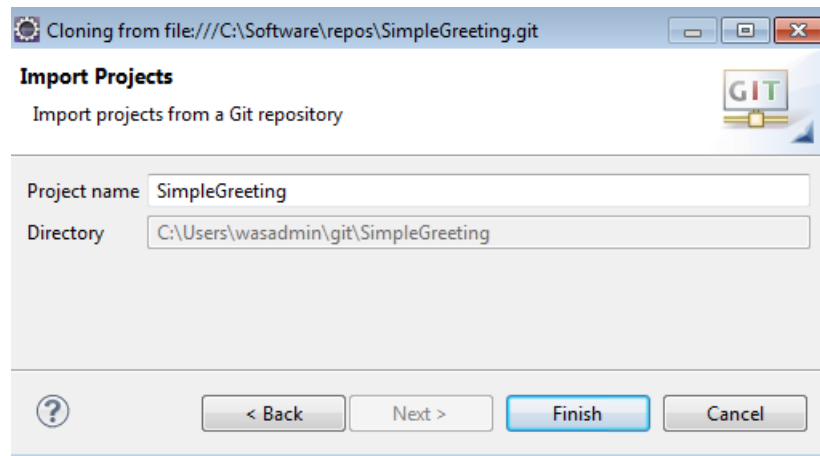 Cloning from file:///C:\Software\repos\SimpleGreeting.git
Import Projects
Import projects from a Git repository
GIT
Project name SimpleGreeting
Directory C:\Users\wasadmin\git\SimpleGreeting
? < Back Next > Finish Cancel